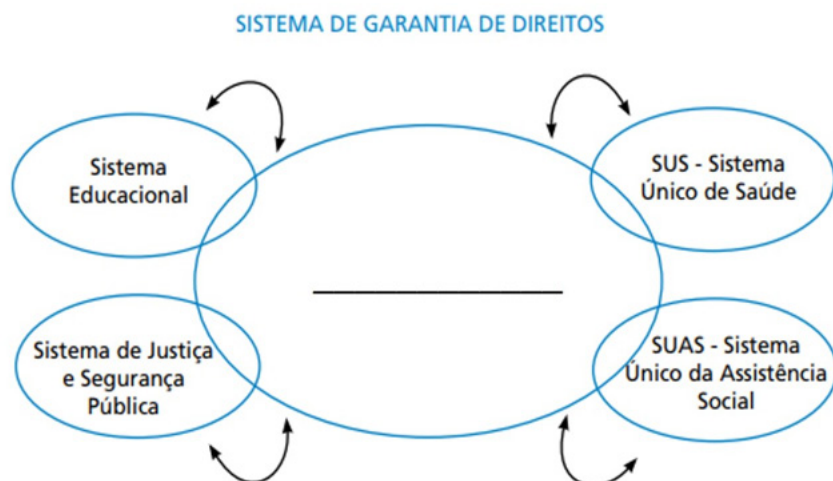 SISTEMA DE GARANTIA DE DIREITOS
Sistema
Educacional
SUS - Sistema
Único de Saúde
Sistema de Justiça
e Segurança
Pública
SUAS - Sistema
Único da Assistência
Social